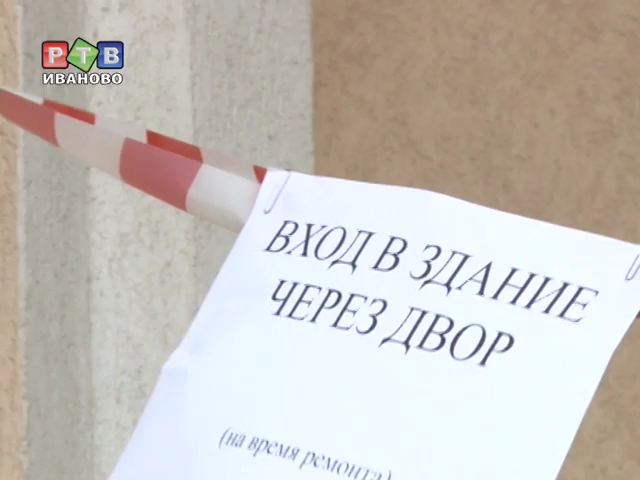 РТВ
ИВАНОВО
ВХОД В ЗДАНИЕ
ЧЕРЕЗ ДВОР
(на время ремонта)